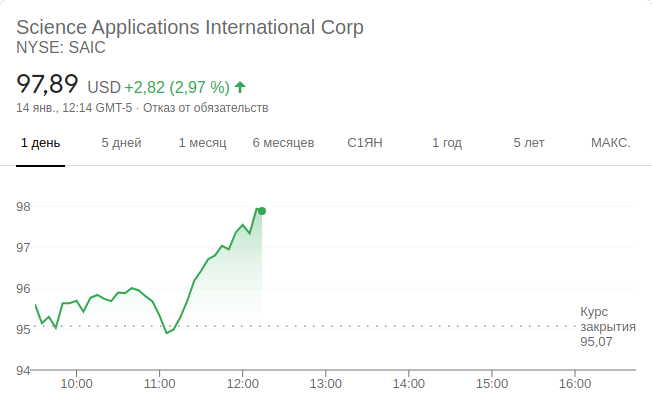 Science Applications International Corp
NYSE: SAIC
97,89 USD +2,82 (2,97 %)
14 янв., 12:14 GMT-5 · Отказ от обязательств
1 день 5 дней 1 месяц 6 месяцев С1ЯН 1 год 5 лет МАКС.
98
97
96
95
94
Курс
закрытия
95,07
10:00 11:00 12:00 13:00 14:00 15:00 16:00